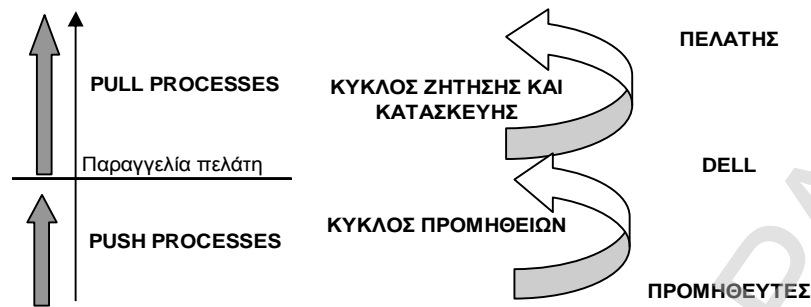 ΠΕΛΑΤΗΣ
PULL PROCESSES
ΚΥΚΛΟΣ ΖΗΤΗΣΗΣ ΚΑΙ
ΚΑΤΑΣΚΕΥΗΣ
Παραγγελία πελάτη
DELL
PUSH PROCESSES
ΚΥΚΛΟΣ ΠΡΟΜΗΘΕΙΩΝ
ΠΡΟΜΗΘΕΥΤΕΣ